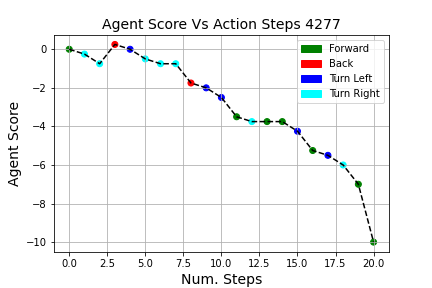 Agent Score Vs Action Steps 4277
Agent Score
0
−2
−4
−6
−8
−10
Forward
Back
Turn Left
Turn Right
0.0 2.5 5.0 7.5 10.0 12.5 15.0 17.5 20.0
Num. Steps